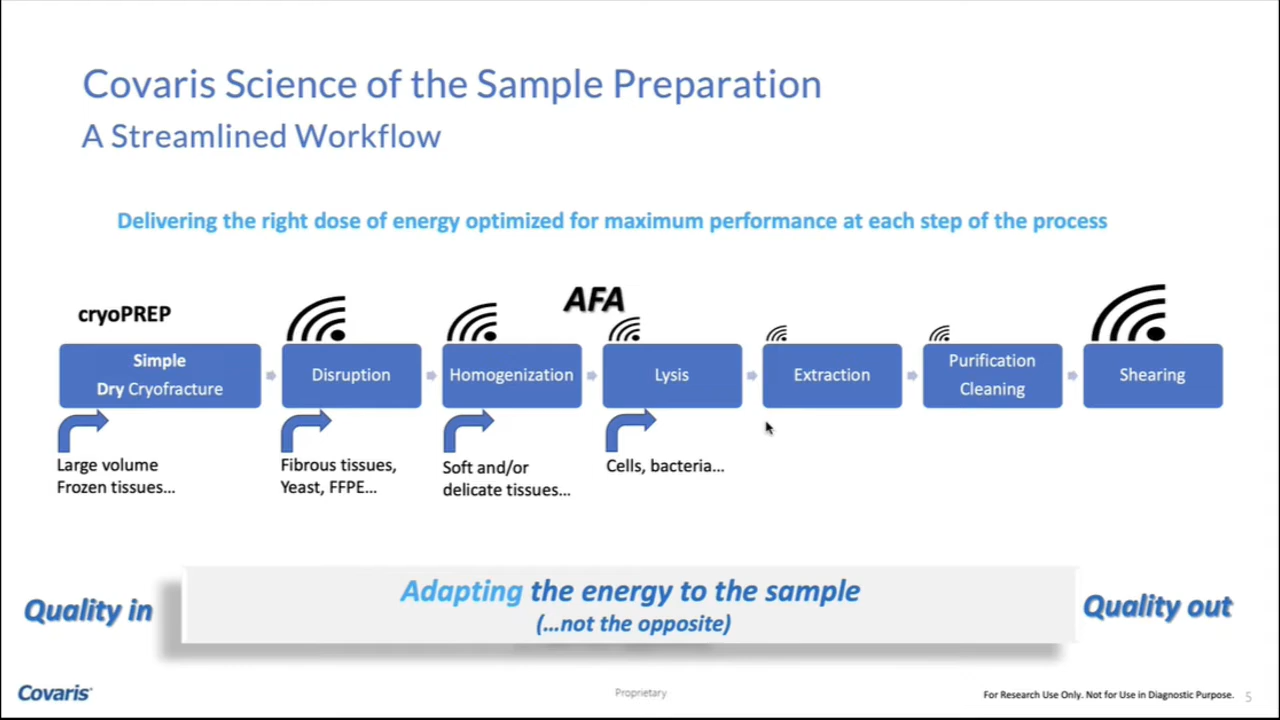 Covaris Science of the Sample Preparation
A Streamlined Workflow
Delivering the right dose of energy optimized for maximum performance at each step of the process
cryoPREP
AFA
Simple
Dry Cryofracture
Disruption
Homogenization
Lysis
Extraction
Purification
Cleaning
Shearing
Large volume
Frozen tissues...
Fibrous tissues,
Yeast, FFPE...
Soft and/or
delicate tissues...
Cells, bacteria...
Quality in
Adapting the energy to the sample
(...not the opposite)
Quality out
Covaris
Proprietary
For Research Use Only. Not for Use in Diagnostic Purpose.
5